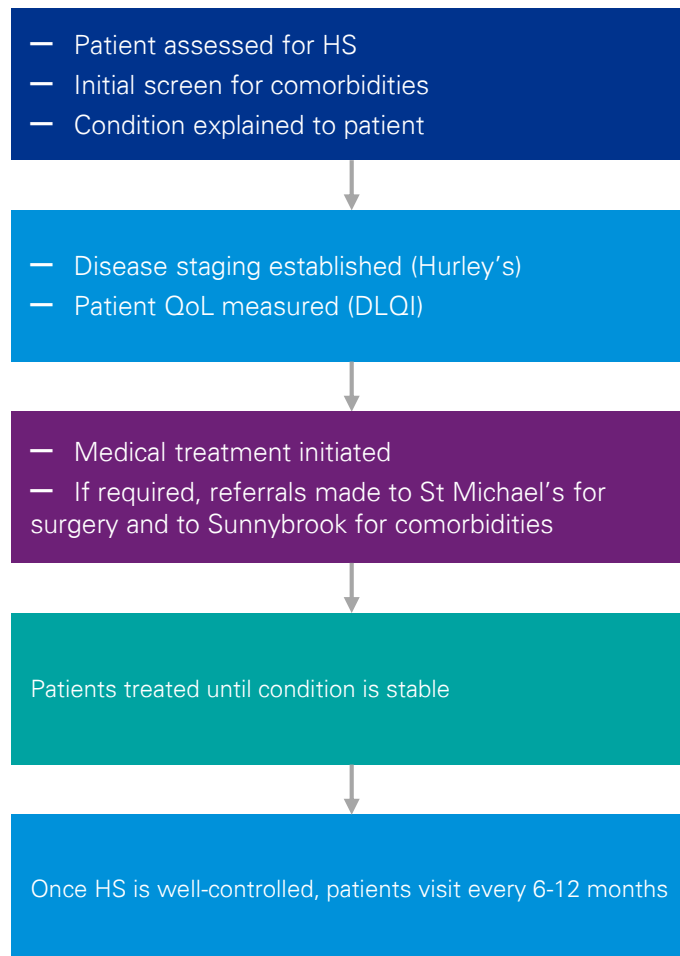 — Patient assessed for HS
— Initial screen for comorbidities
— Condition explained to patient
— Disease staging established (Hurley’s)
— Patient QoL measured (DLQI)
— Medical treatment initiated
— If required, referrals made to St Michael’s for
surgery and to Sunnybrook for comorbidities
Patients treated until condition is stable
Once HS is well-controlled, patients visit every 6-12 months